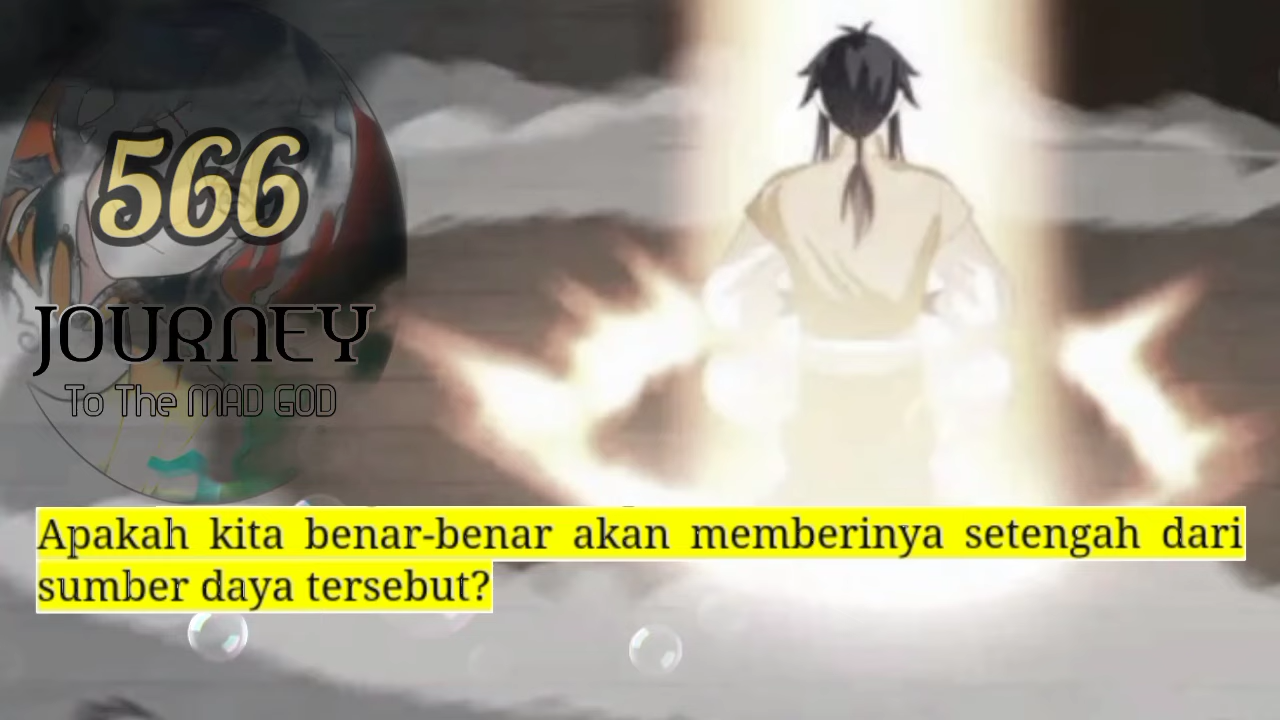 566
JOURNEY
To The MAD GOD
Apakah kita benar-benar akan memberinya setengah dari
sumber daya tersebut?